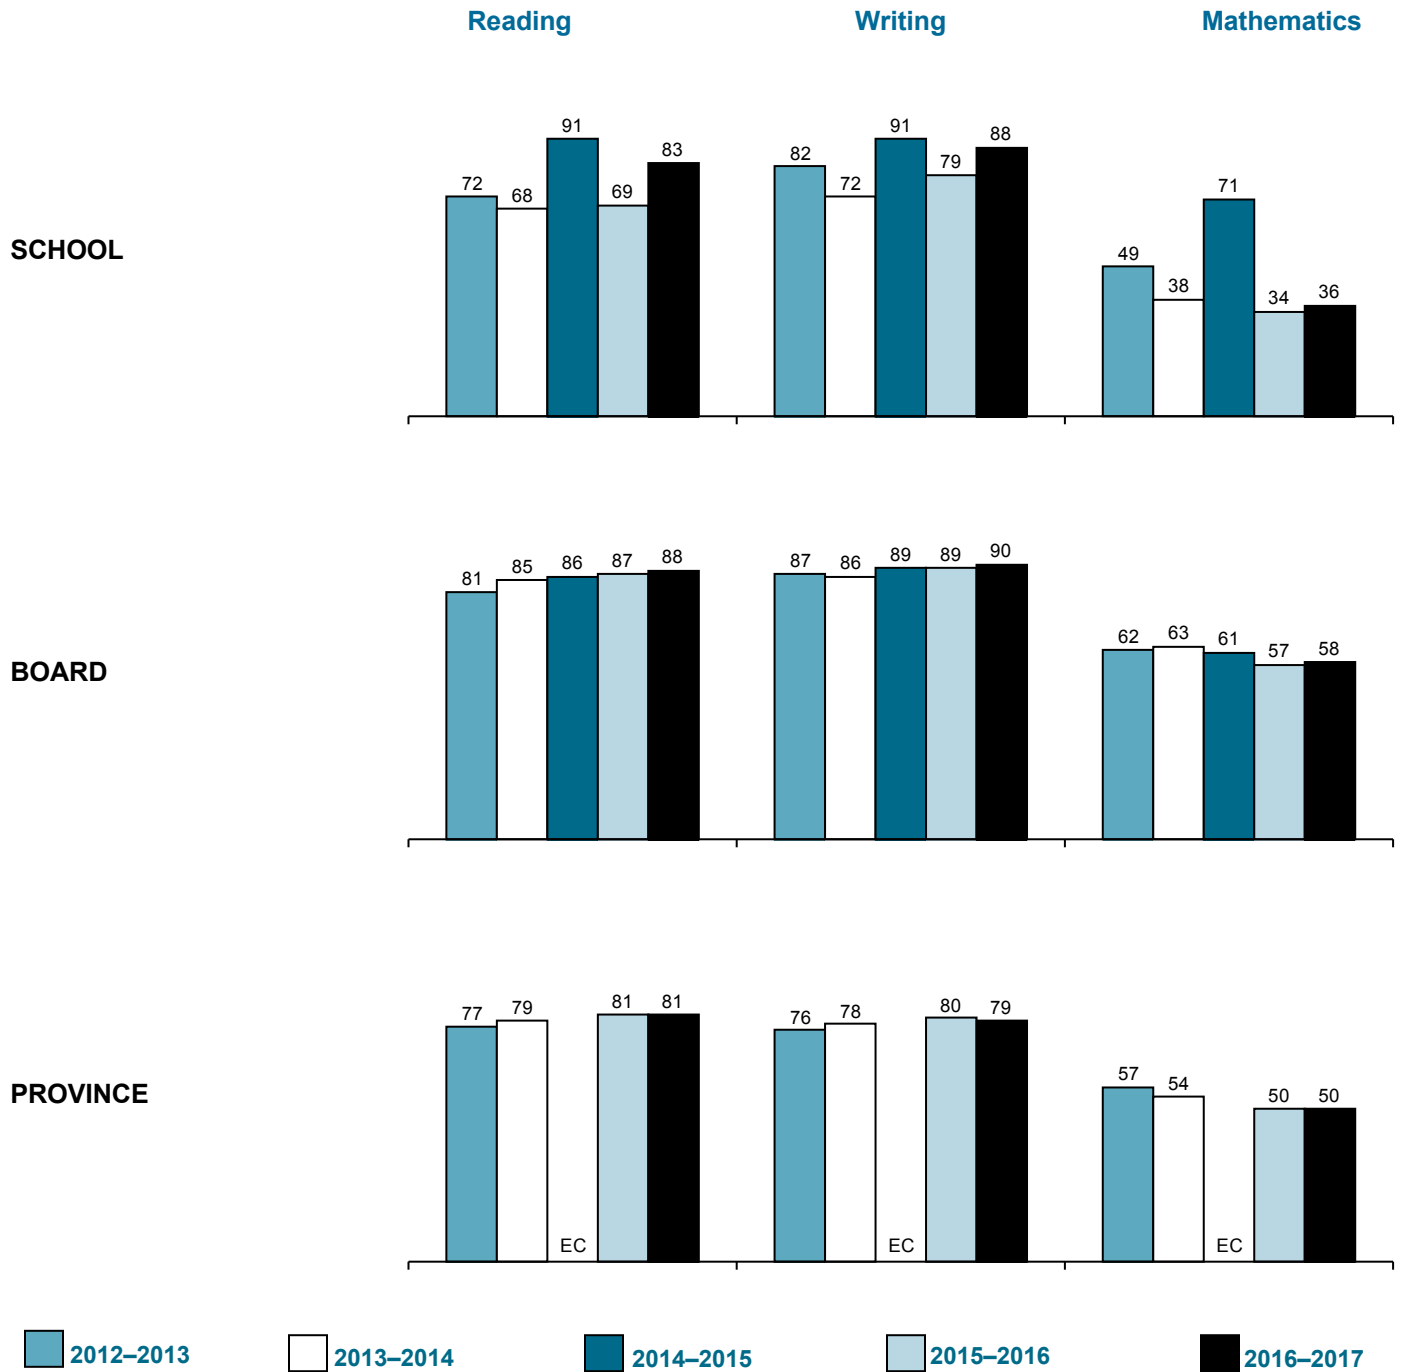 Reading Writing Mathematics
SCHOOL
72 68 91 69 83 82 72 91 79 88 49 38 71 34 36
BOARD
81 85 86 87 88 87 86 89 89 90 62 63 61 57 58
PROVINCE
77 79 EC 81 81 76 78 EC 80 79 57 54 EC 50 50
2012–2013 2013–2014 2014–2015 2015–2016 2016–2017